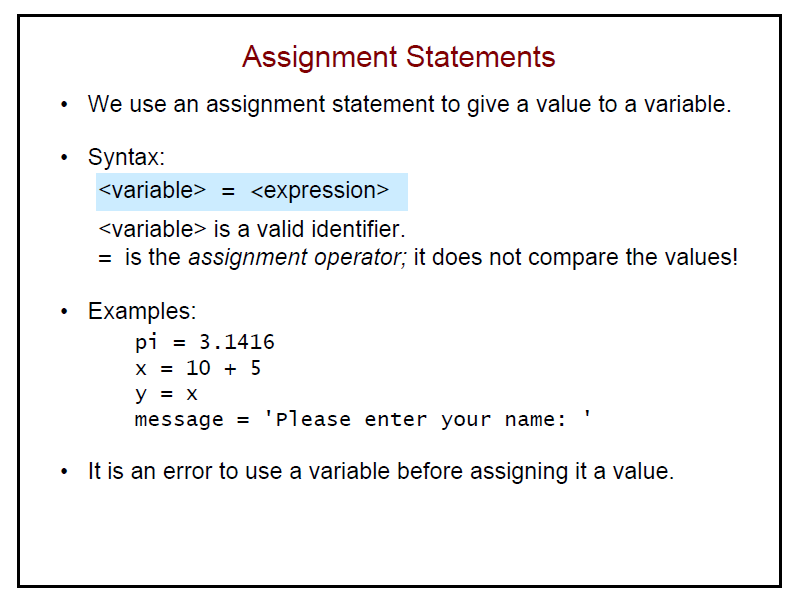 Assignment Statements
• We use an assignment statement to give a value to a variable.
• Syntax:
<variable> = <expression>
<variable> is a valid identifier.
= is the assignment operator; it does not compare the values!
• Examples:
pi = 3.1416
x = 10 + 5
y = x
message = 'Please enter your name: '
• It is an error to use a variable before assigning it a value.